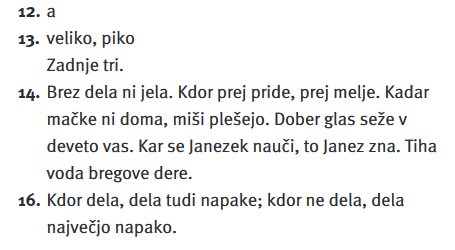 12. a
13. veliko, piko
Zadnje tri.
14. Brez dela ni jela. Kdor prej pride, prej melje. Kadar
mačke ni doma, miši plešejo. Dober glas seže v
deveto vas. Kar se Janezek nauči, to Janez zna. Tiha
voda bregove dere.
16. Kdor dela, dela tudi napake; kdor ne dela, dela
največjo napako.